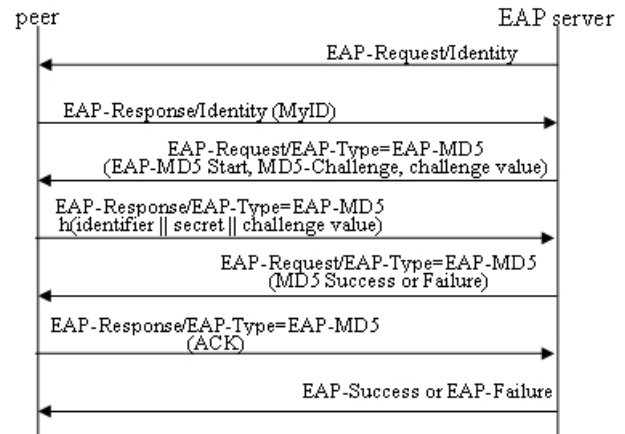 peer EAP server
EAP-Request/Identity
EAP-Response/Identity (MyID)
EAP-Request/EAP-Type=EAP-MD5
(EAP-MD5 Start, MD5-Challenge, challenge value)
EAP-Response/EAP-Type=EAP-MD5
h(identifier || secret || challenge value)
EAP-Request/EAP-Type=EAP-MD5
(MD5 Success or Failure)
EAP-Response/EAP-Type=EAP-MD5
(ACK)
EAP-Success or EAP-Failure